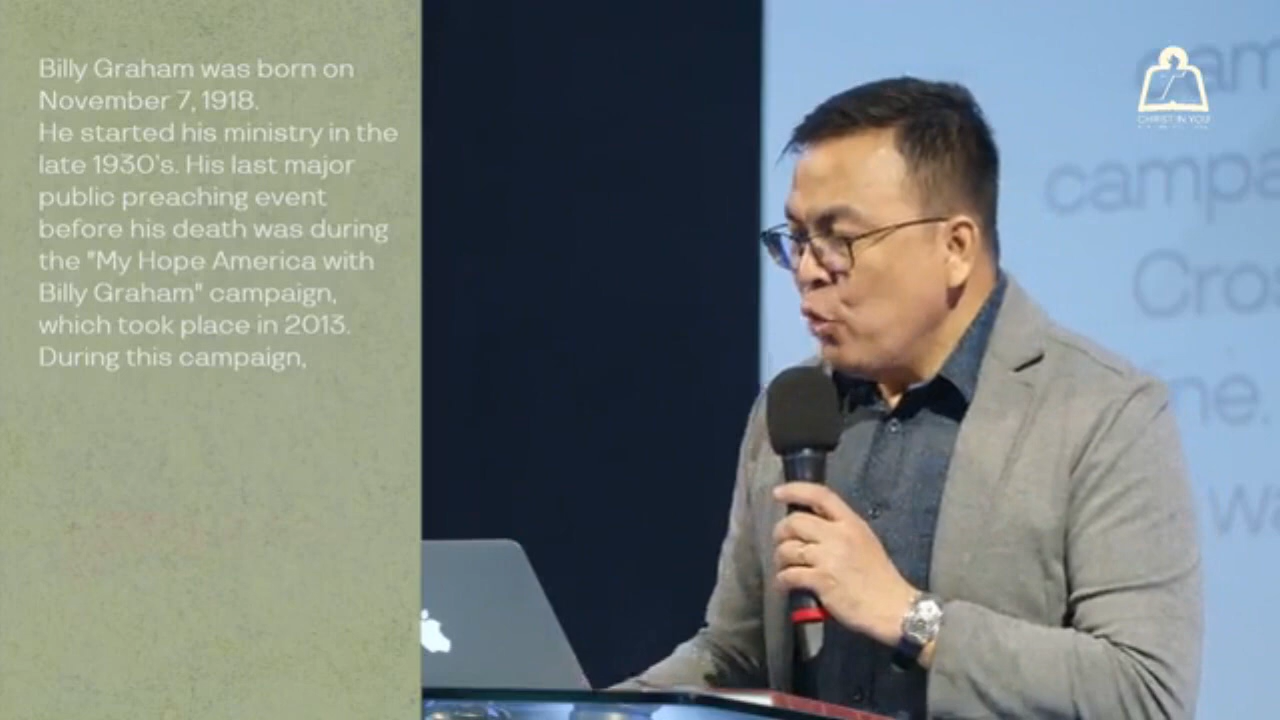 Billy Graham was born on
November 7, 1918.
He started his ministry in the
late 1930's. His last major
public preaching event
before his death was during
the "My Hope America with
Billy Graham" campaign,
which took place in 2013.
During this campaign,
CHRIST IN YOU